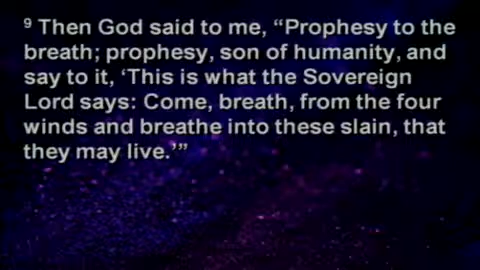 9 Then God said to me, “Prophesy to the
breath; prophesy, son of humanity, and
say to it, ‘This is what the Sovereign
Lord says: Come, breath, from the four
winds and breathe into these slain, that
they may live.’”